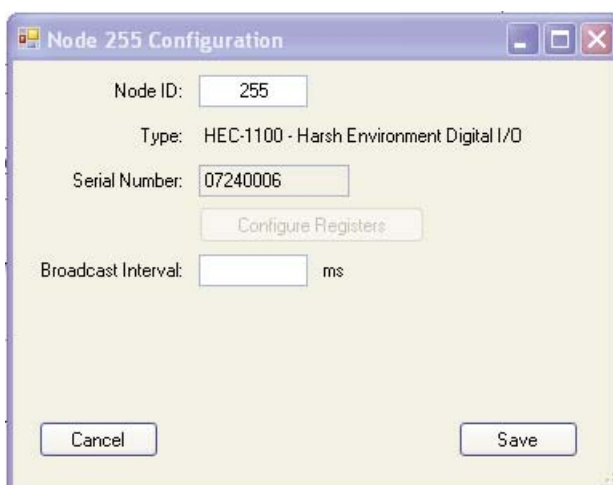 Node 255 Configuration
Node ID: 255
Type: HEC-1100 - Harsh Environment Digital I/O
Serial Number: 07240006
Configure Registers
Broadcast Interval: ms
Cancel Save